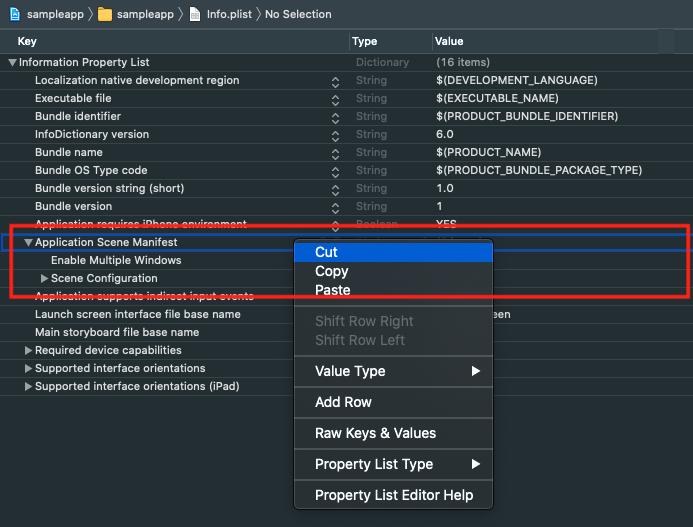 sampleapp sampleapp Info.plist No Selection
Key Type Value
Information Property List Dictionary (16 items)
Localization native development region String $(DEVELOPMENT_LANGUAGE)
Executable file String $(EXECUTABLE_NAME)
Bundle identifier String $(PRODUCT_BUNDLE_IDENTIFIER)
InfoDictionary version String 6.0
Bundle name String $(PRODUCT_NAME)
Bundle OS Type code String $(PRODUCT_BUNDLE_PACKAGE_TYPE)
Bundle version string (short) String 1.0
Bundle version String 1
Application requires iPhone environment Boolean YES
Application Scene Manifest
Enable Multiple Windows
Scene Configuration
Application supports indirect input events
Launch screen interface file base name
Main storyboard file base name
Required device capabilities
Supported interface orientations
Supported interface orientations (iPad)
Cut
Copy
Paste
Shift Row Right
Shift Row Left
Value Type
Add Row
Raw Keys & Values
Property List Type
Property List Editor Help